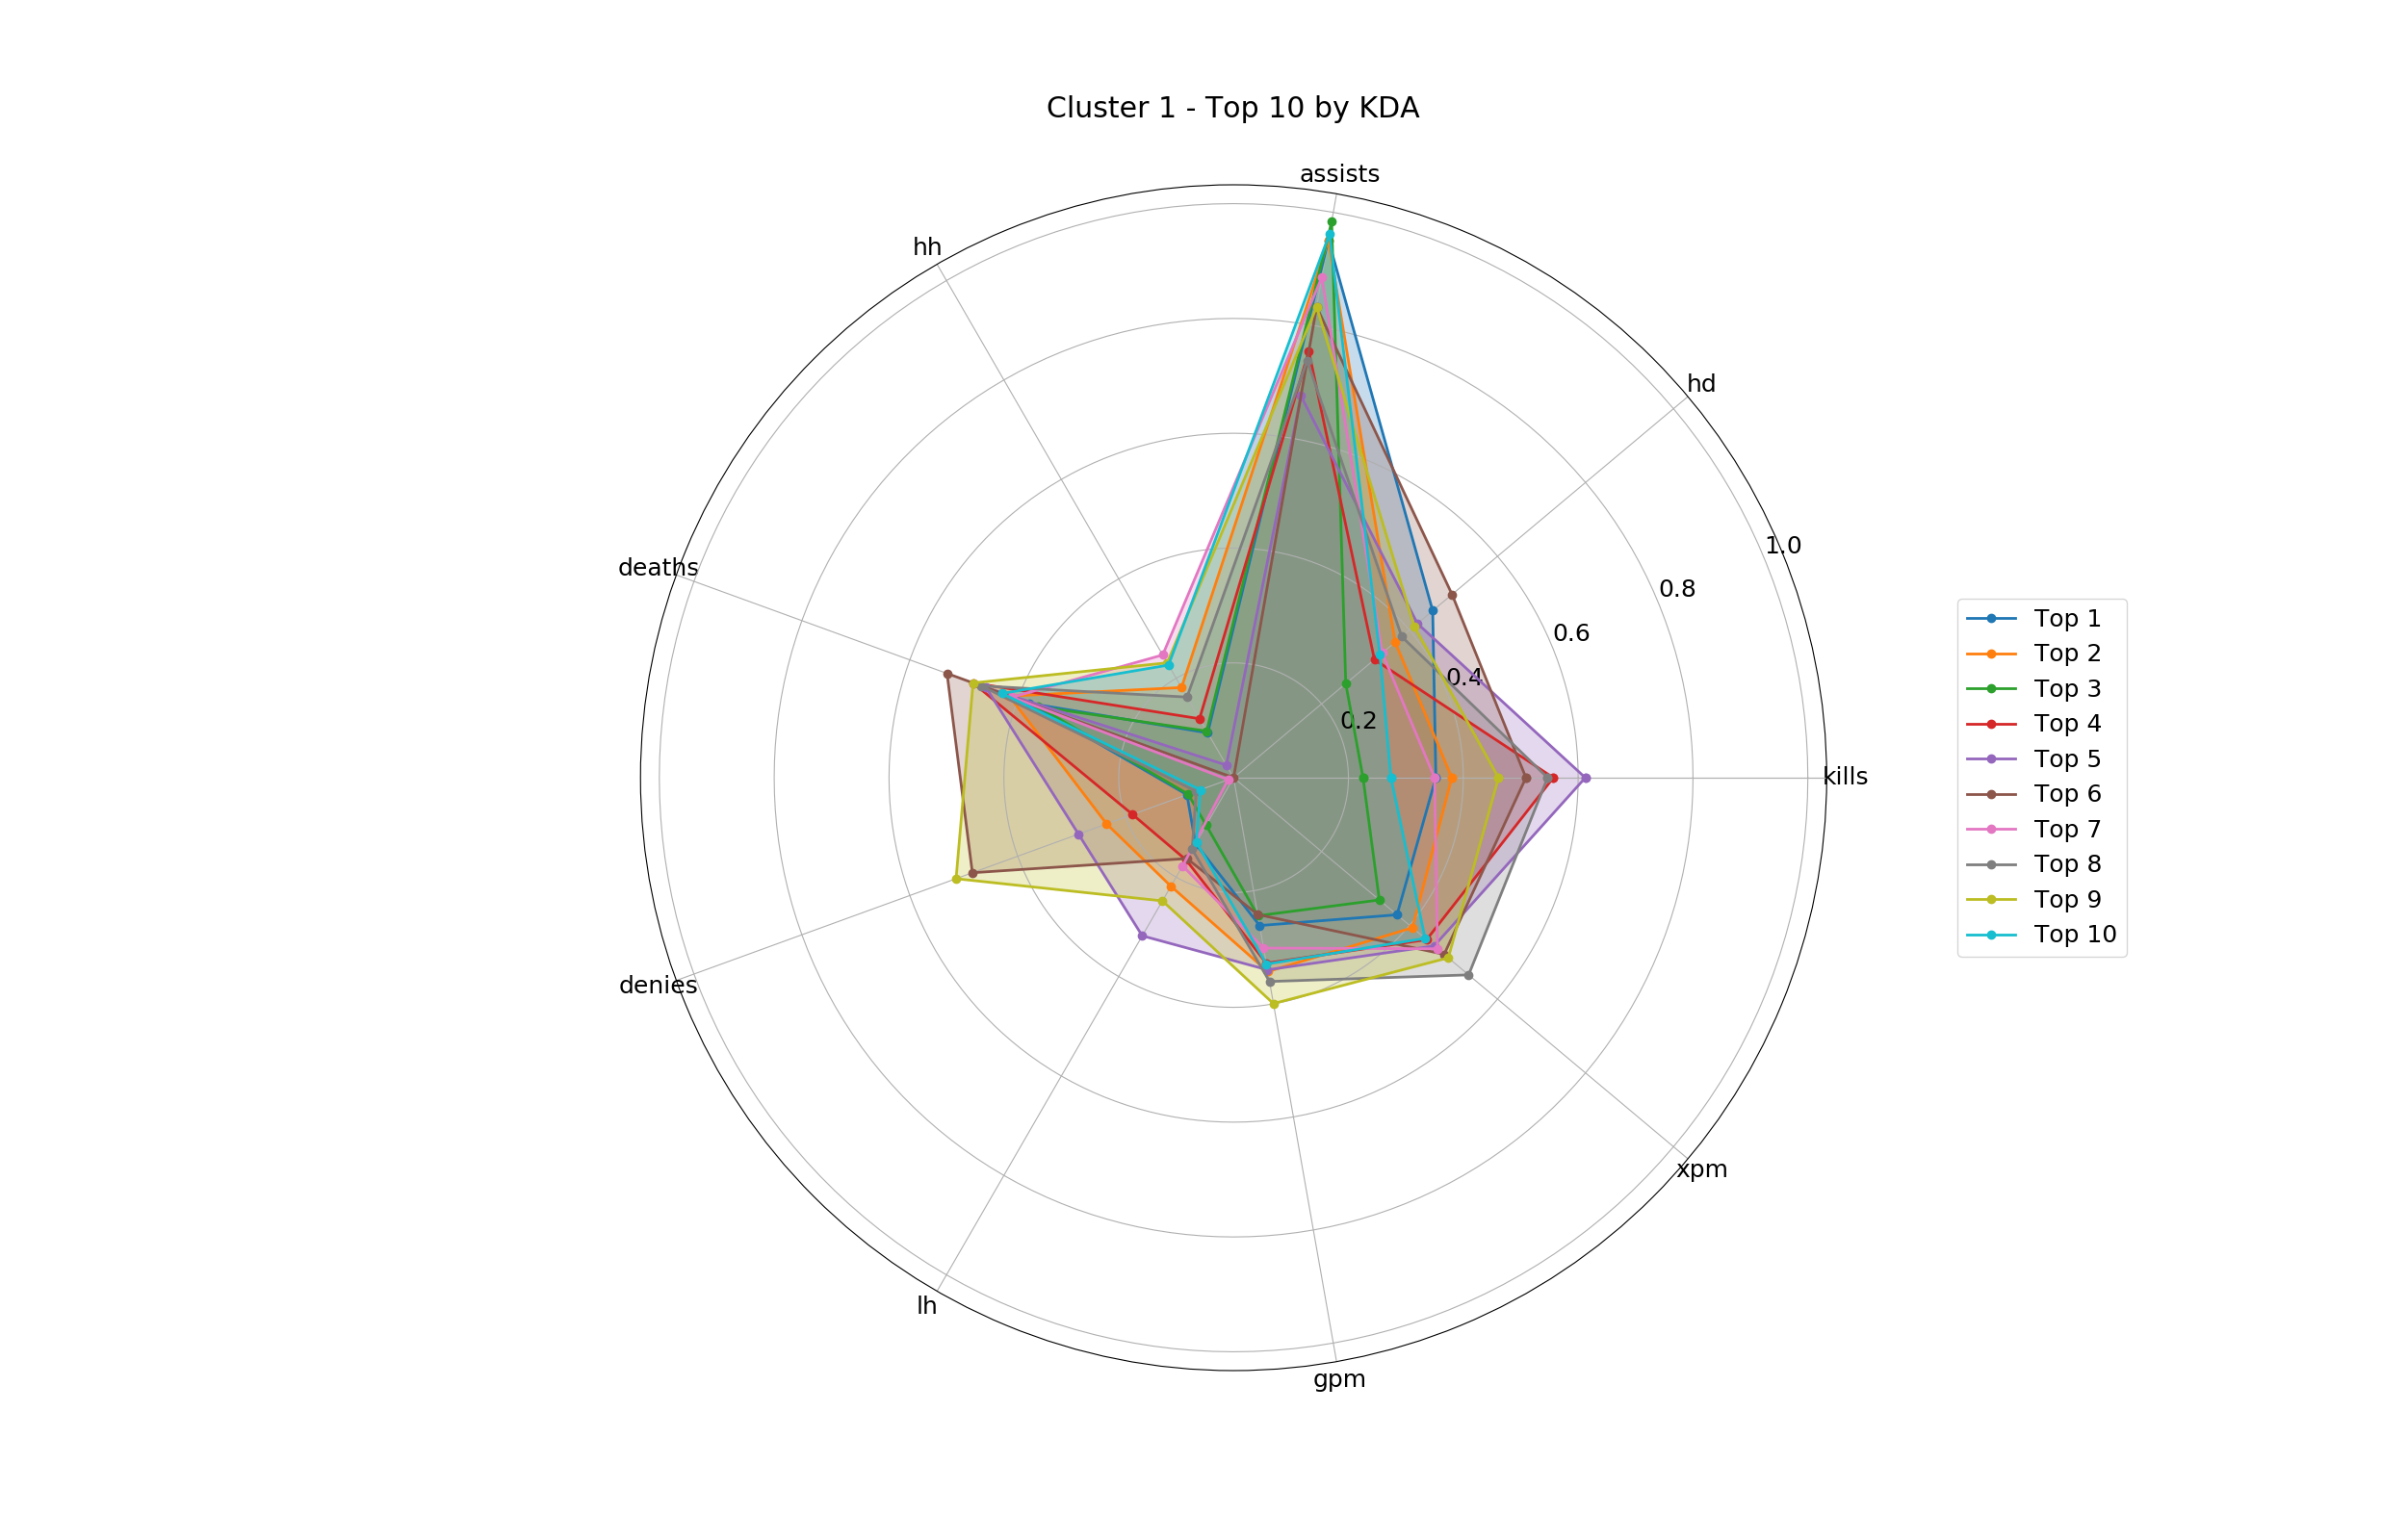 Cluster 1 - Top 10 by KDA
assists
hh
hd
deaths
1.0
0.8
0.6
0.4
0.2
kills
denies
xpm
lh
gpm
Top 1
Top 2
Top 3
Top 4
Top 5
Top 6
Top 7
Top 8
Top 9
Top 10